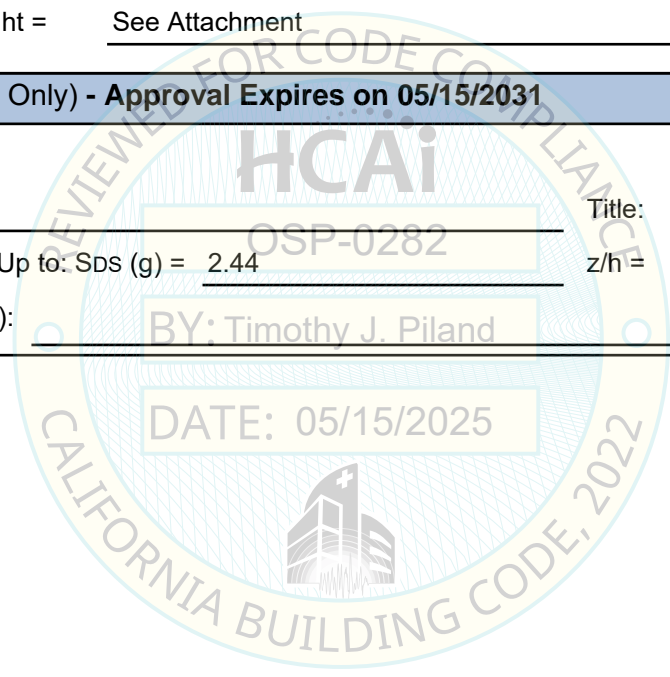 ht = See Attachment
Only) - Approval Expires on 05/15/2031
REVIEWED FOR CODE COMPLIANCE
HCAi
Title:
OSP-0282
Up to: SDS (g) = 2.44 z/h =
):
BY: Timothy J. Piland
DATE: 05/15/2025
CALIFORNIA BUILDING CODE, 2022